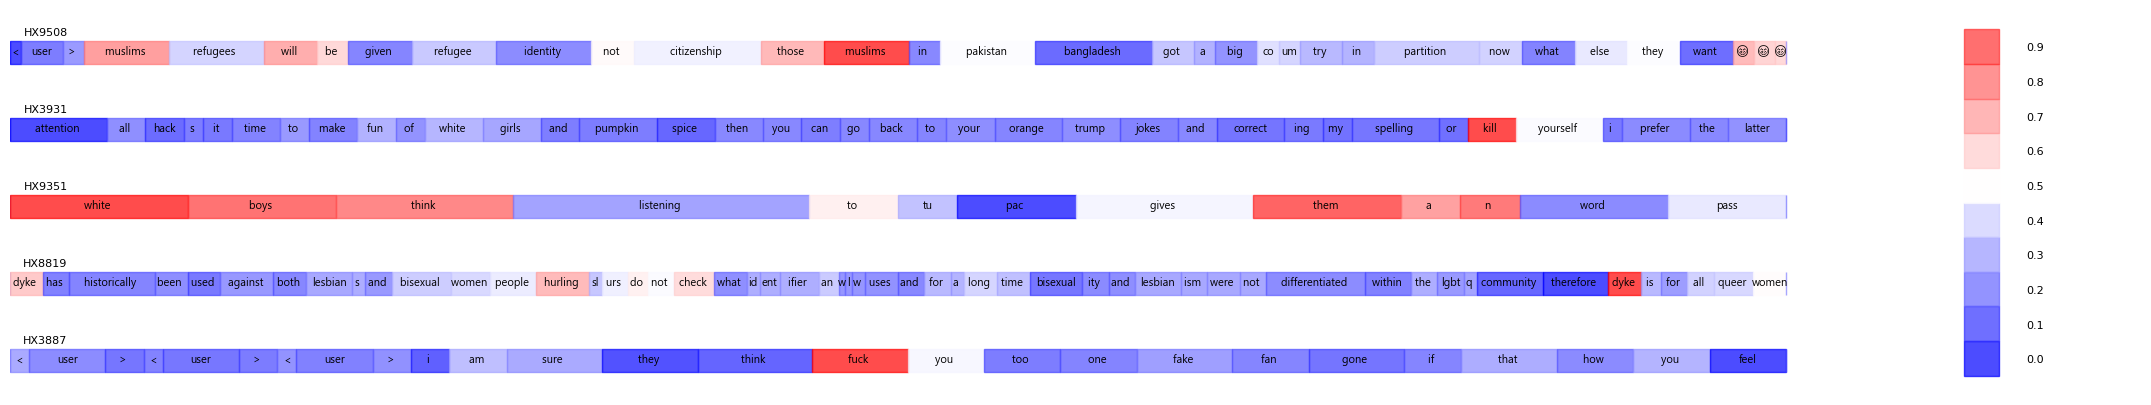 HX9508
< user > muslims refugees will be given refugee identity not citizenship those muslims in pakistan bangladesh got a big co um try in partition now what else they want 😆 😆 😆
HX3931
attention all hack s it time to make fun of white girls and pumpkin spice then you can go back to your orange trump jokes and correct ing my spelling or kill yourself i prefer the latter
HX9351
white boys think listening to tu pac gives them a n word pass
HX8819
dyke has historically been used against both lesbian s and bisexual women people hurling sl urs do not check what id ent ifier an w l w uses and for a long time bisexual ity and lesbian ism were not differentiated within the lgbt q community therefore dyke is for all queer women
HX3887
< user > < user > < user > i am sure they think fuck you too one fake fan gone if that how you feel
0.9
0.8
0.7
0.6
0.5
0.4
0.3
0.2
0.1
0.0